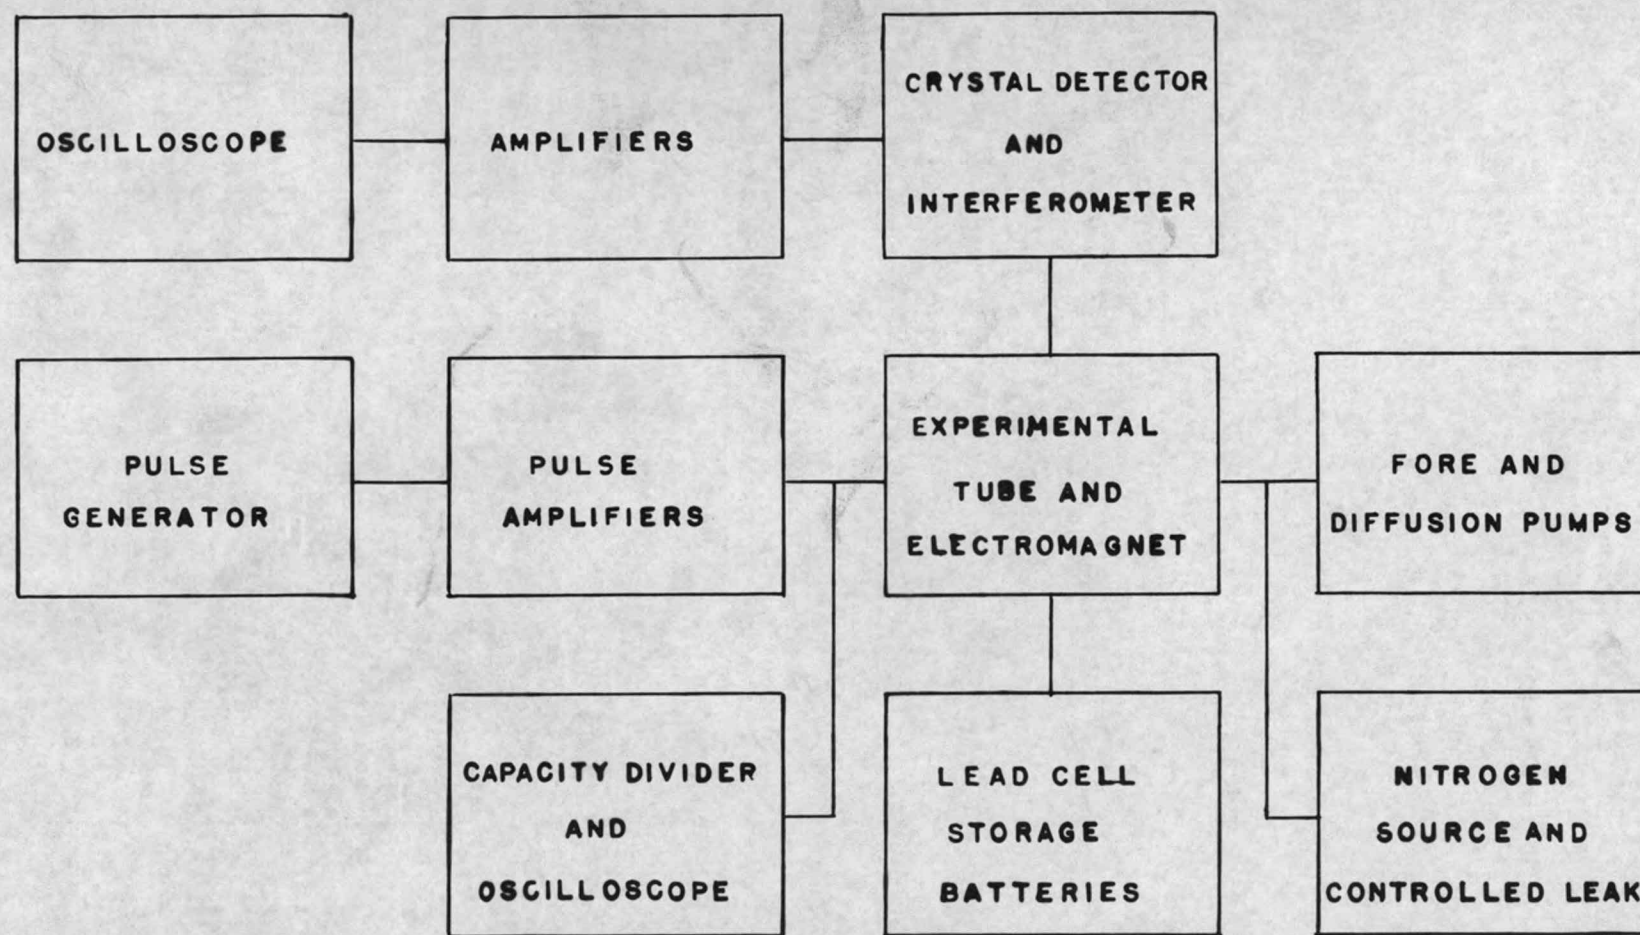 OSCILLOSCOPE
AMPLIFIERS
CRYSTAL DETECTOR
AND
INTERFEROMETER
PULSE
GENERATOR
PULSE
AMPLIFIERS
EXPERIMENTAL
TUBE AND
ELECTROMAGNET
FORE AND
DIFFUSION PUMPS
CAPACITY DIVIDER
AND
OSCILLOSCOPE
LEAD CELL
STORAGE
BATTERIES
NITROGEN
SOURCE AND
CONTROLLED LEAK